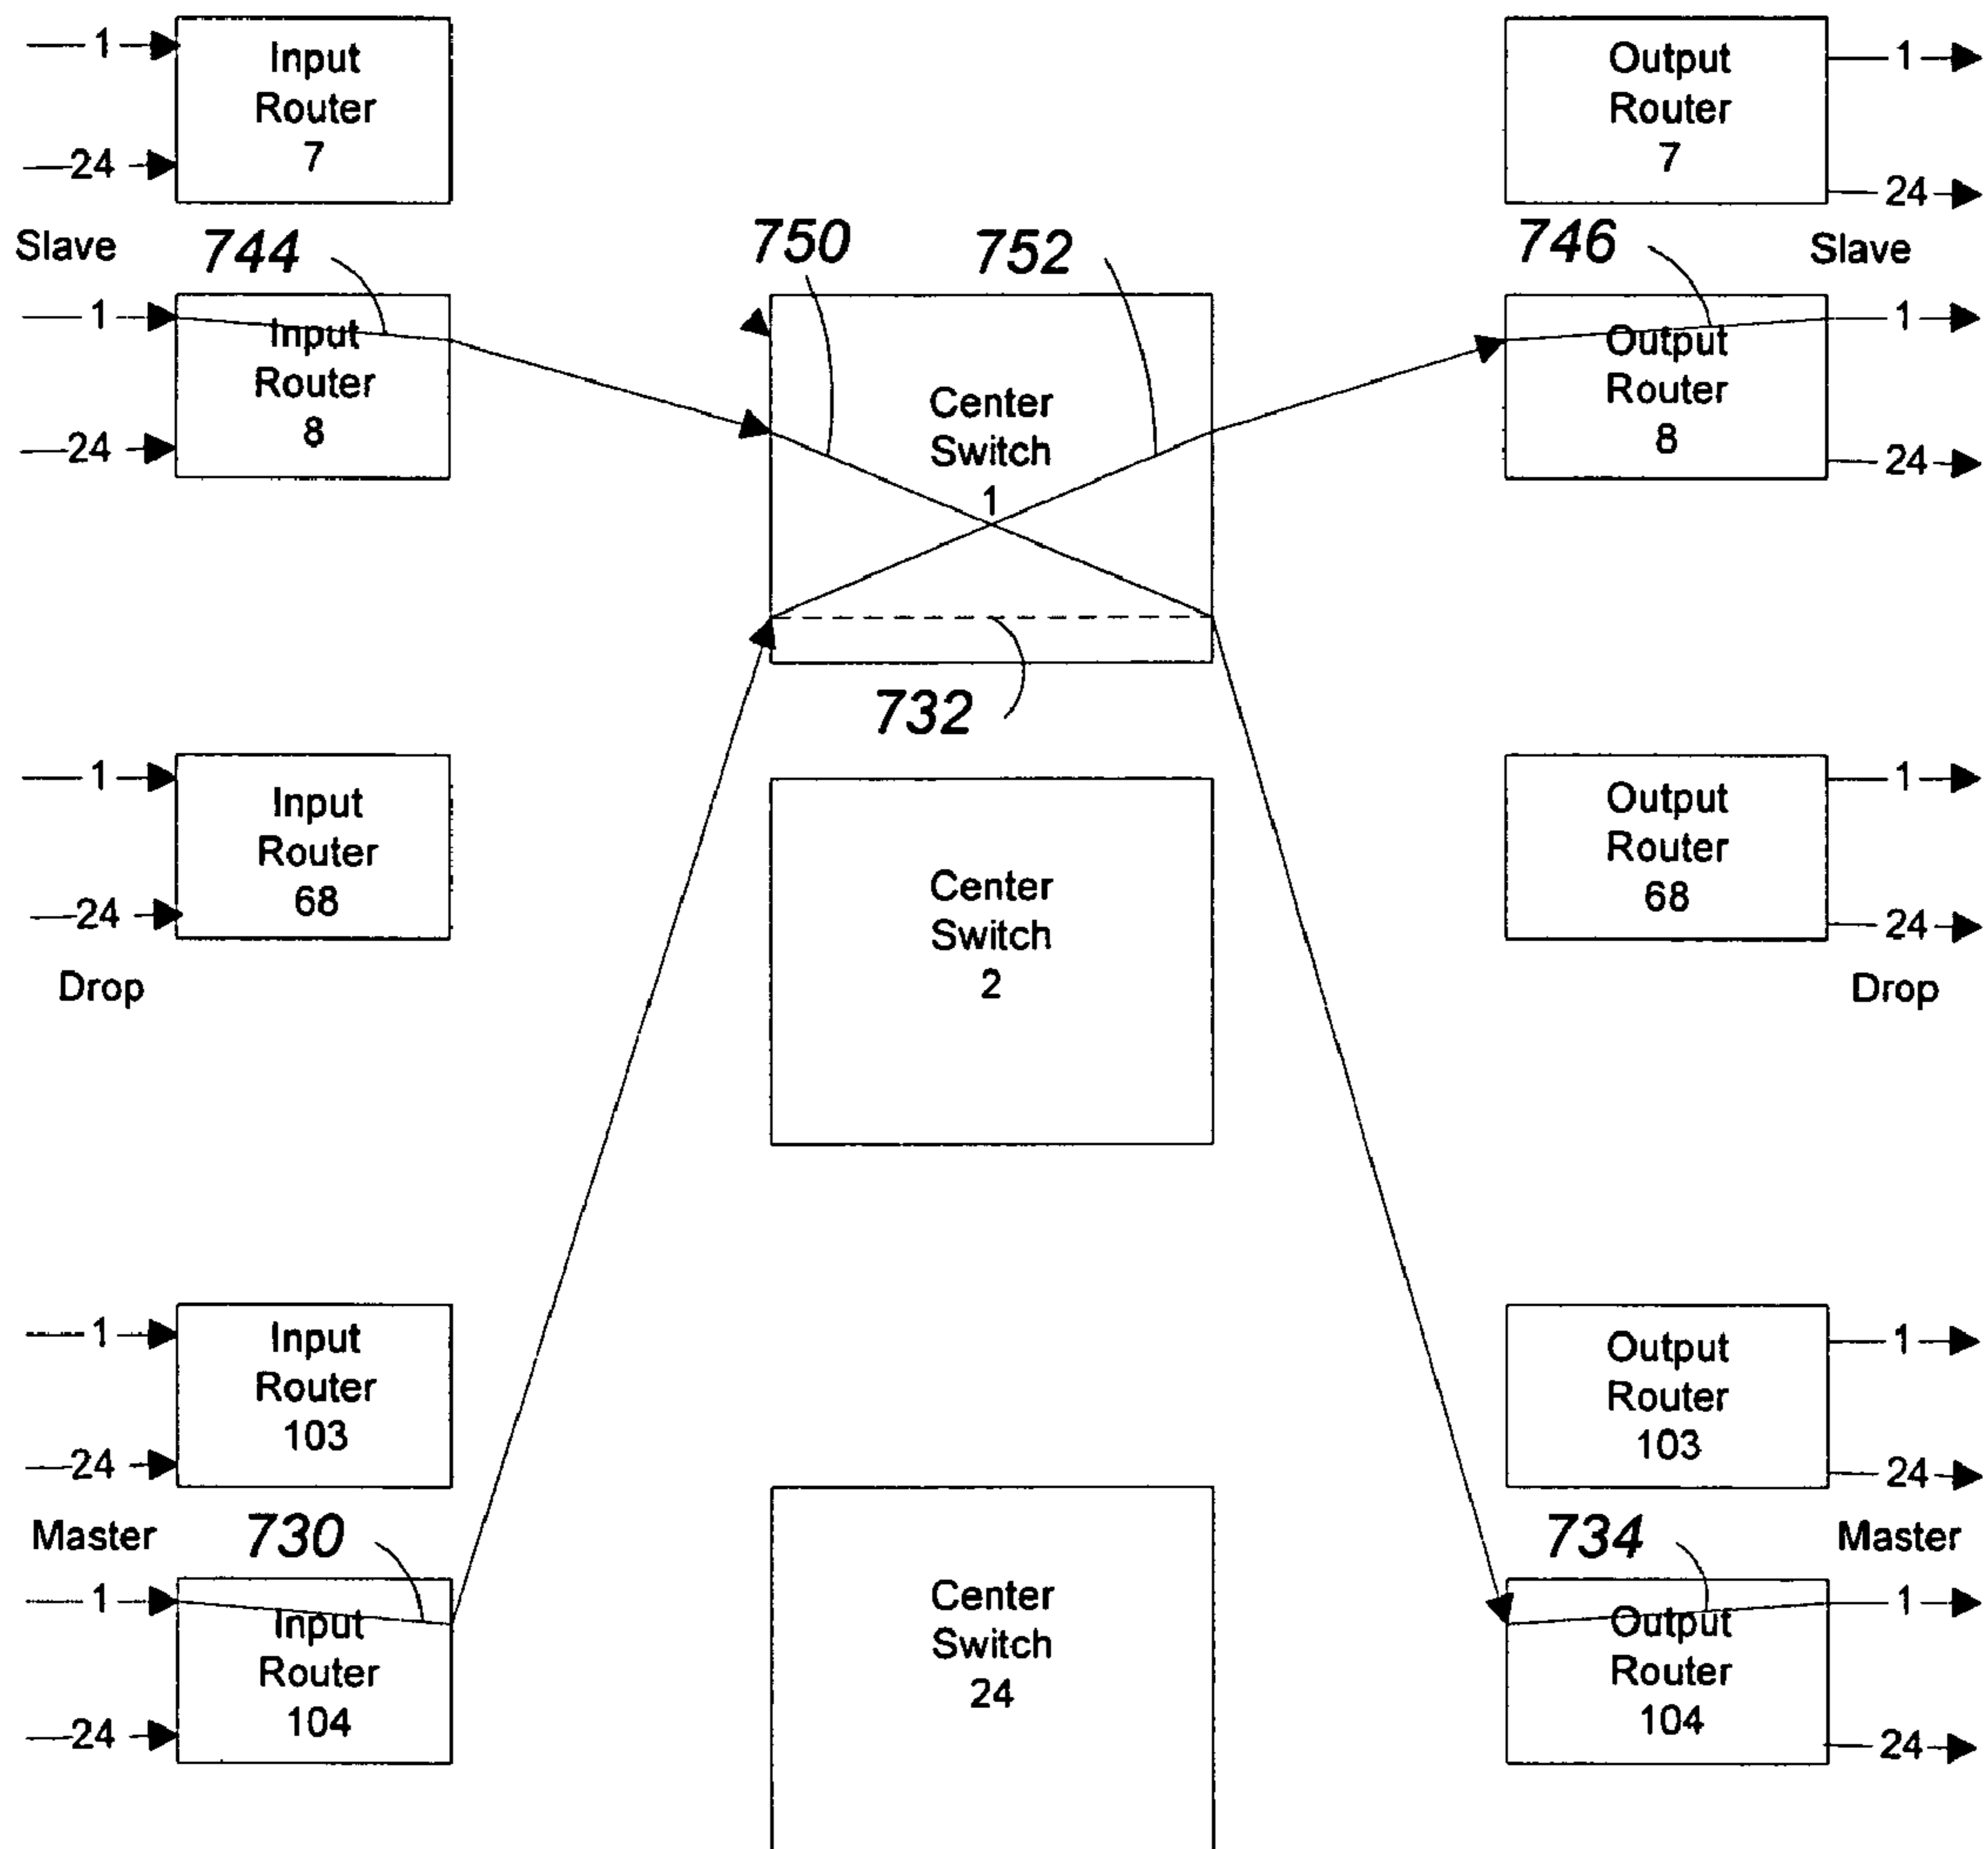 1
Input
Router
7
24
Output
Router
7
1
24
Slave
744
750
752
746
Slave
1
Input
Router
8
24
Center
Switch
1
Output
Router
8
1
24
732
1
Input
Router
68
24
Drop
Center
Switch
2
Output
Router
68
1
24
Drop
1
Input
Router
103
24
Output
Router
103
1
24
Master
730
734
Master
1
Input
Router
104
24
Center
Switch
24
Output
Router
104
1
24